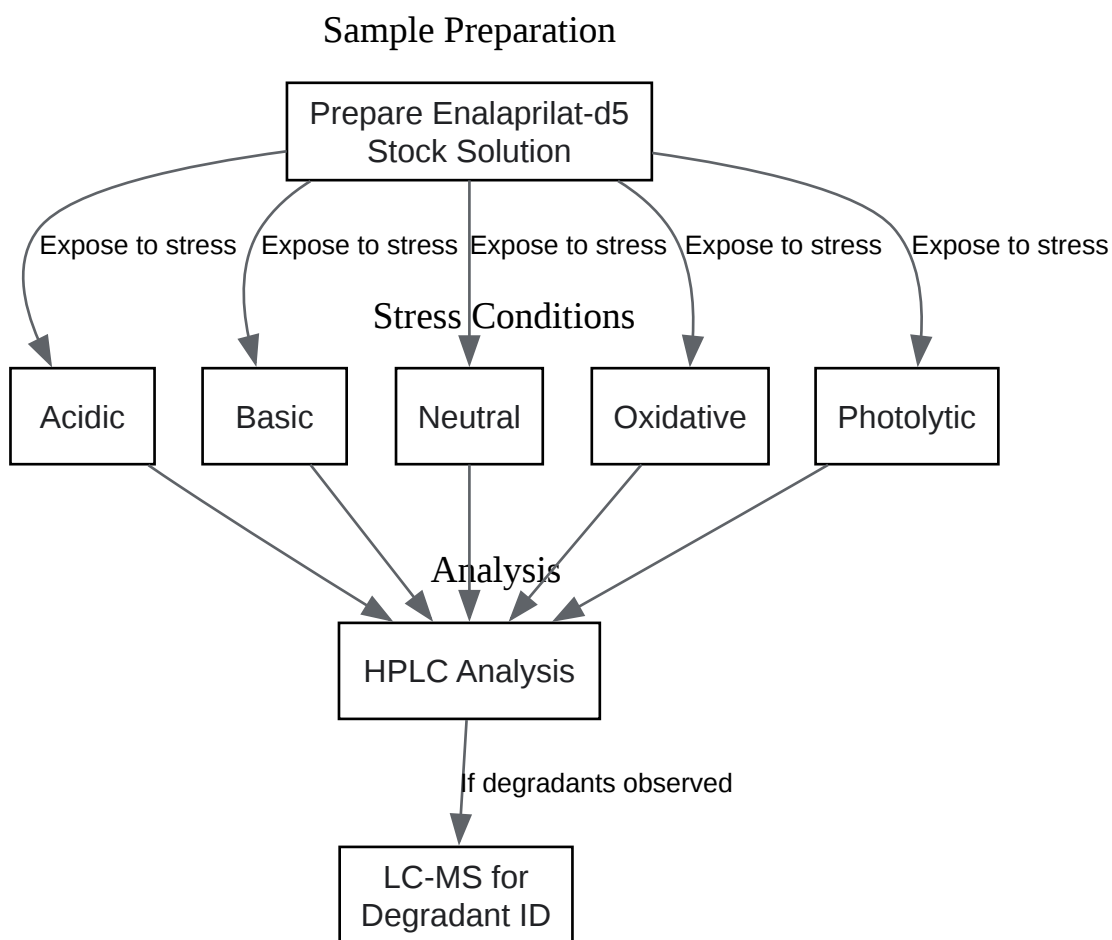 Sample Preparation
Prepare Enalaprilat-d5
Stock Solution
Expose to stress
Expose to stress
Expose to stress
Expose to stress
Expose to stress
Stress Conditions
Acidic
Basic
Neutral
Oxidative
Photolytic
Analysis
HPLC Analysis
If degradants observed
LC-MS for
Degradant ID